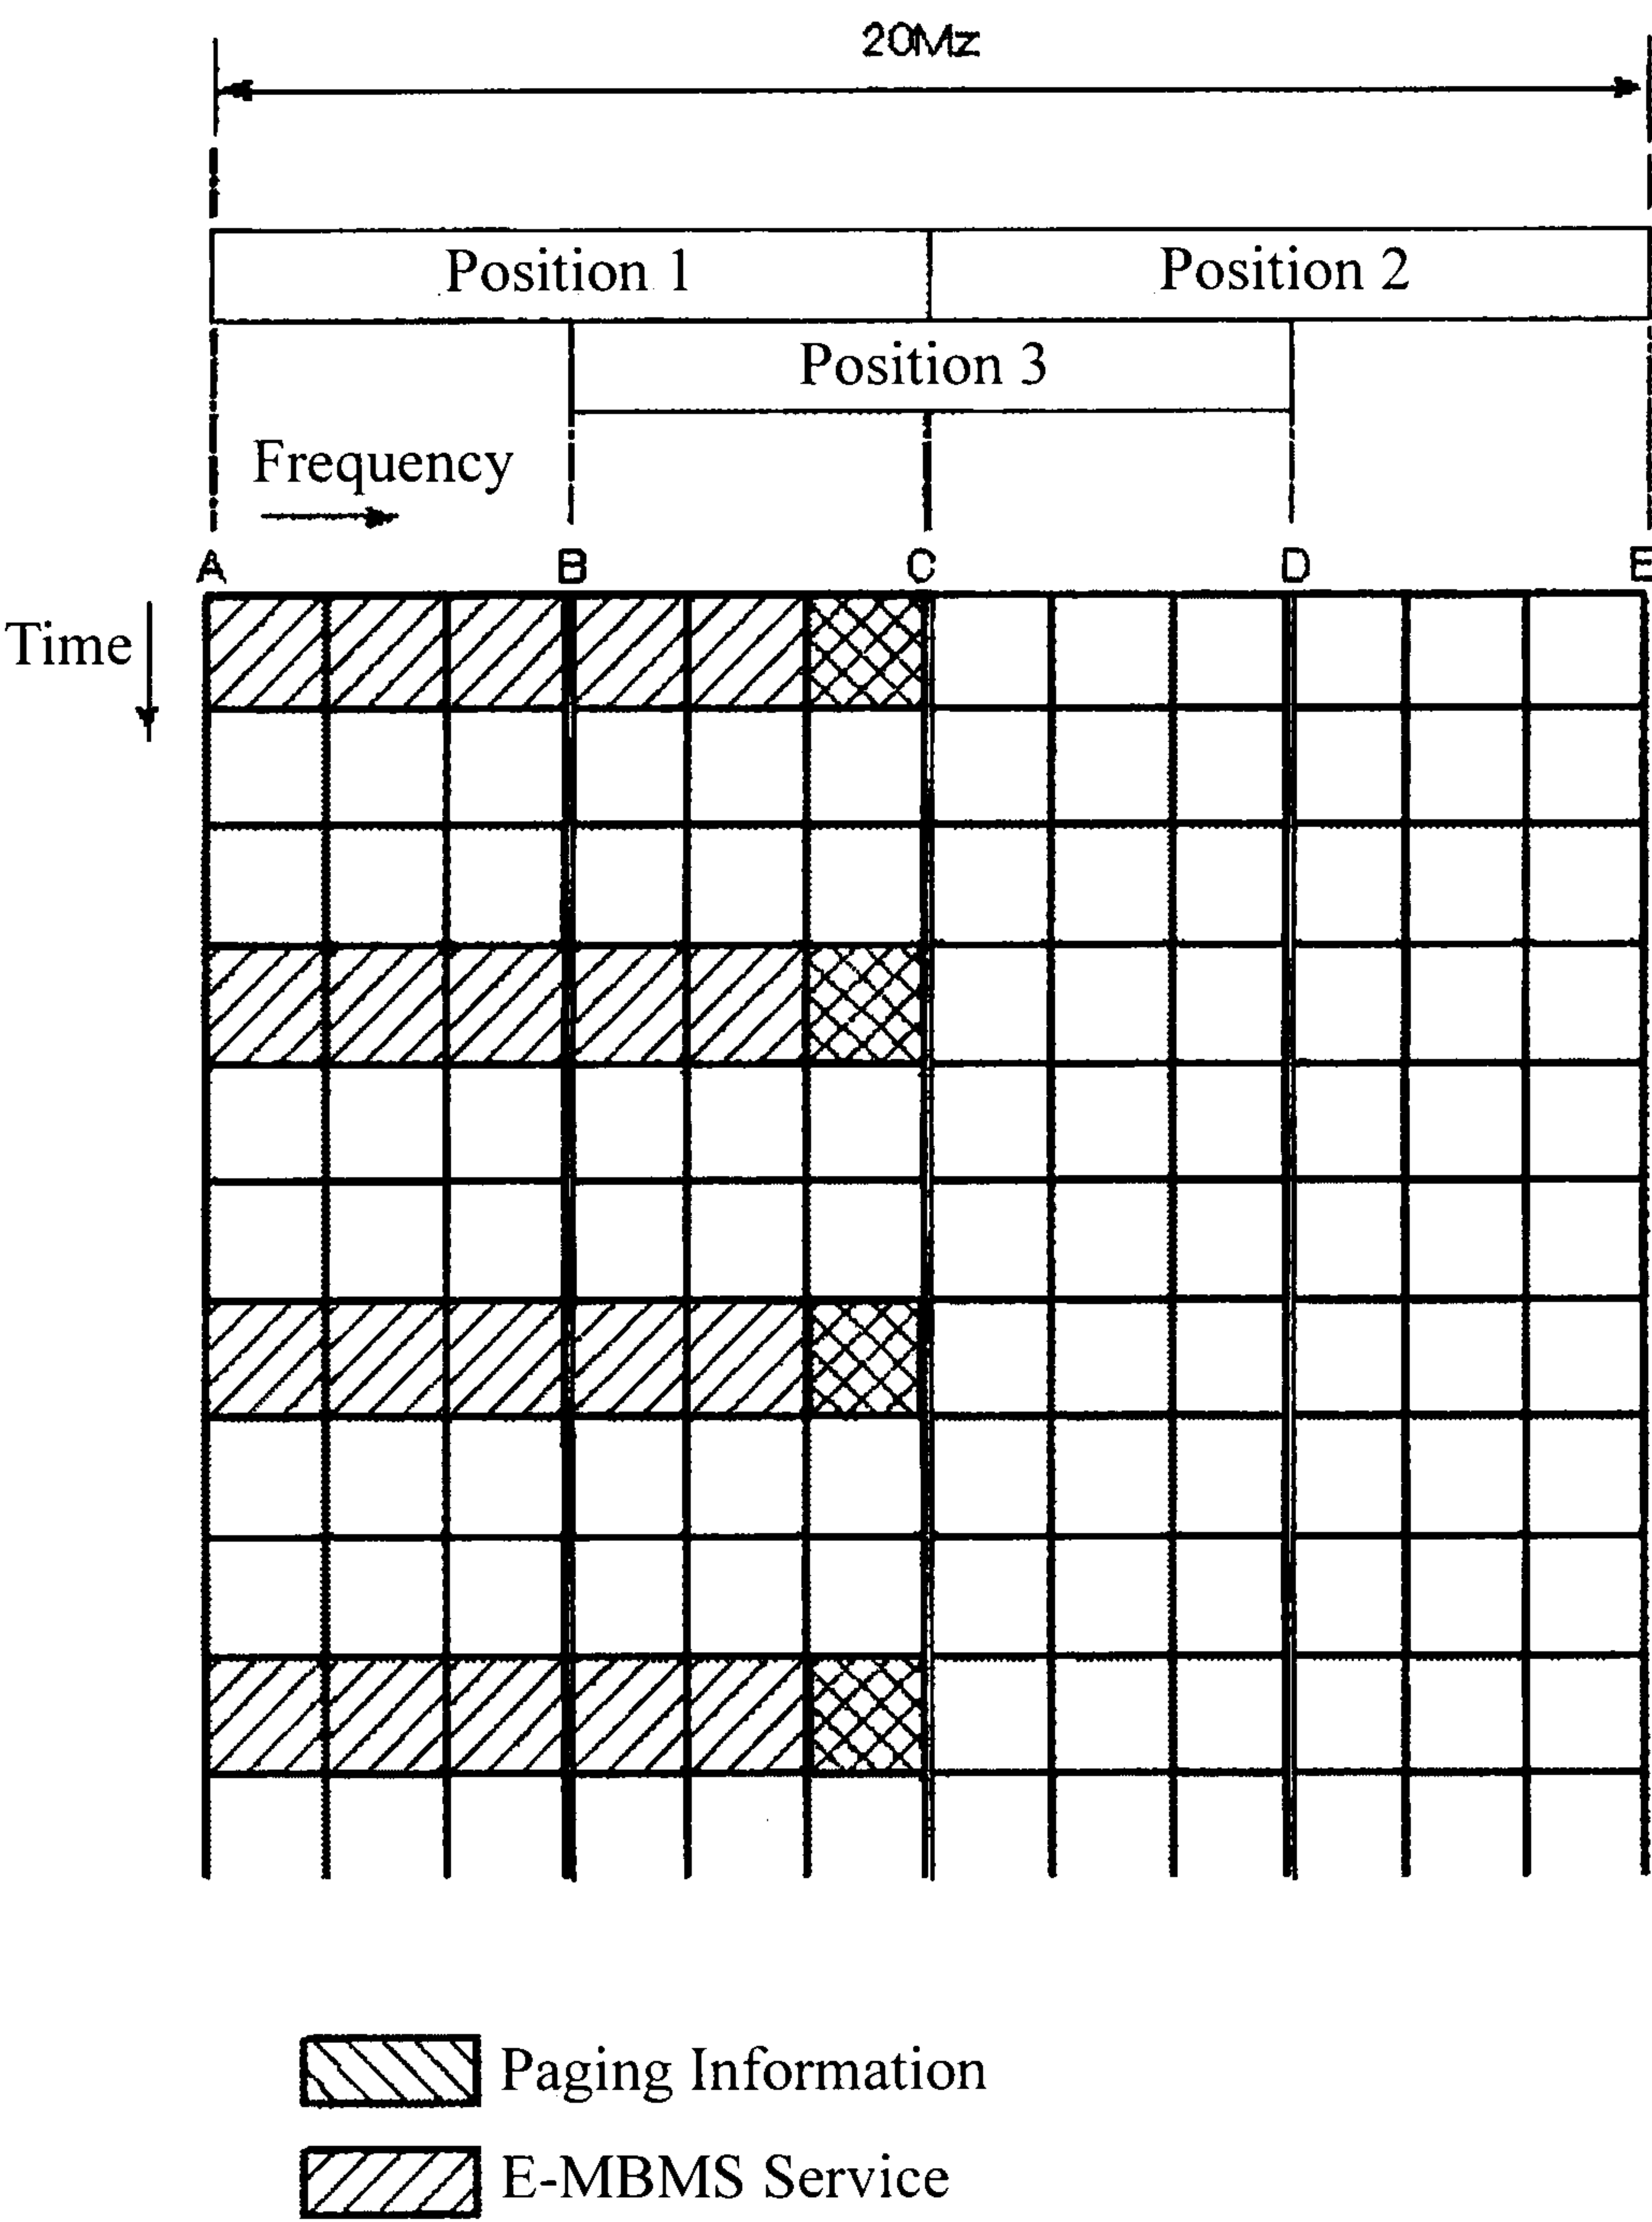 20Mz
Position 1
Position 2
Position 3
Frequency
A B C D E
Time
Paging Information
E-MBMS Service